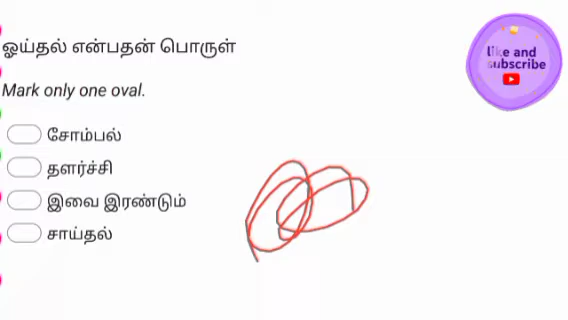 ஓய்தல் என்பதன் பொருள்
Mark only one oval.
சோம்பல்
தளர்ச்சி
இவை இரண்டும்
சாய்தல்
like and
subscribe